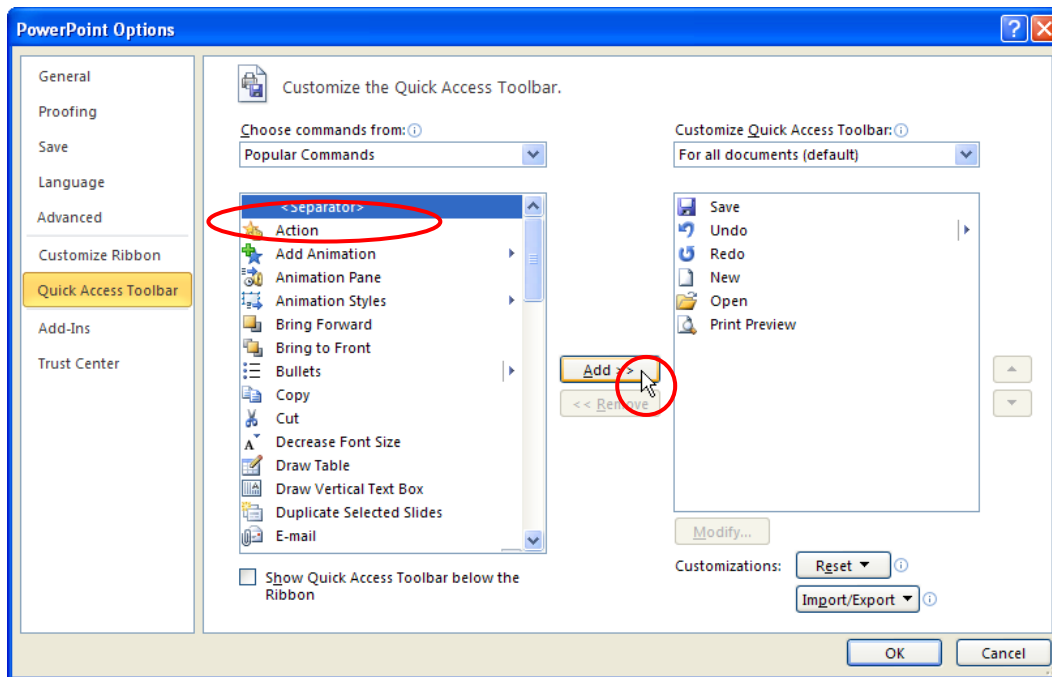 PowerPoint Options
General
Proofing
Save
Language
Advanced
Customize Ribbon
Quick Access Toolbar
Add-Ins
Trust Center
Customize the Quick Access Toolbar.
Choose commands from:
Popular Commands
<Separator>
Action
Add Animation
Animation Pane
Animation Styles
Bring Forward
Bring to Front
Bullets
Copy
Cut
Decrease Font Size
Draw Table
Draw Vertical Text Box
Duplicate Selected Slides
E-mail
Show Quick Access Toolbar below the
Ribbon
Add >>
<< Remove
Customize Quick Access Toolbar:
For all documents (default)
Save
Undo
Redo
New
Open
Print Preview
Modify...
Customizations:
Reset
Import/Export
OK
Cancel